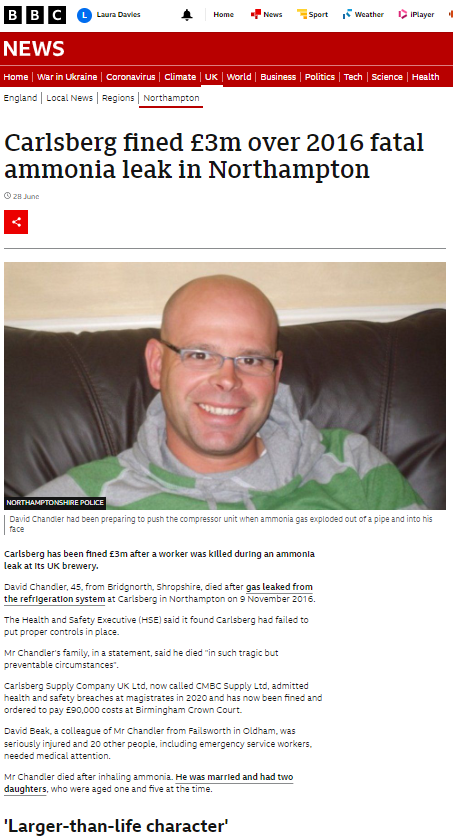 BBC Laura Davies Home News Sport Weather iPlayer
NEWS
Home War in Ukraine Coronavirus Climate UK World Business Politics Tech Science Health
England Local News Regions Northampton
Carlsberg fined £3m over 2016 fatal
ammonia leak in Northampton
28 June
NORTHAMPTONSHIRE POLICE
David Chandler had been preparing to push the compressor unit when ammonia gas exploded out of a pipe and into his
face
Carlsberg has been fined £3m after a worker was killed during an ammonia
leak at its UK brewery.
David Chandler, 45, from Bridgnorth, Shropshire, died after gas leaked from
the refrigeration system at Carlsberg in Northampton on 9 November 2016.
The Health and Safety Executive (HSE) said it found Carlsberg had failed to
put proper controls in place.
Mr Chandler's family, in a statement, said he died "in such tragic but
preventable circumstances".
Carlsberg Supply Company UK Ltd, now called CMBC Supply Ltd, admitted
health and safety breaches at magistrates in 2020 and has now been fined and
ordered to pay £90,000 costs at Birmingham Crown Court.
David Beak, a colleague of Mr Chandler from Failsworth in Oldham, was
seriously injured and 20 other people, including emergency service workers,
needed medical attention.
Mr Chandler died after inhaling ammonia. He was married and had two
daughters, who were aged one and five at the time.
'Larger-than-life character'